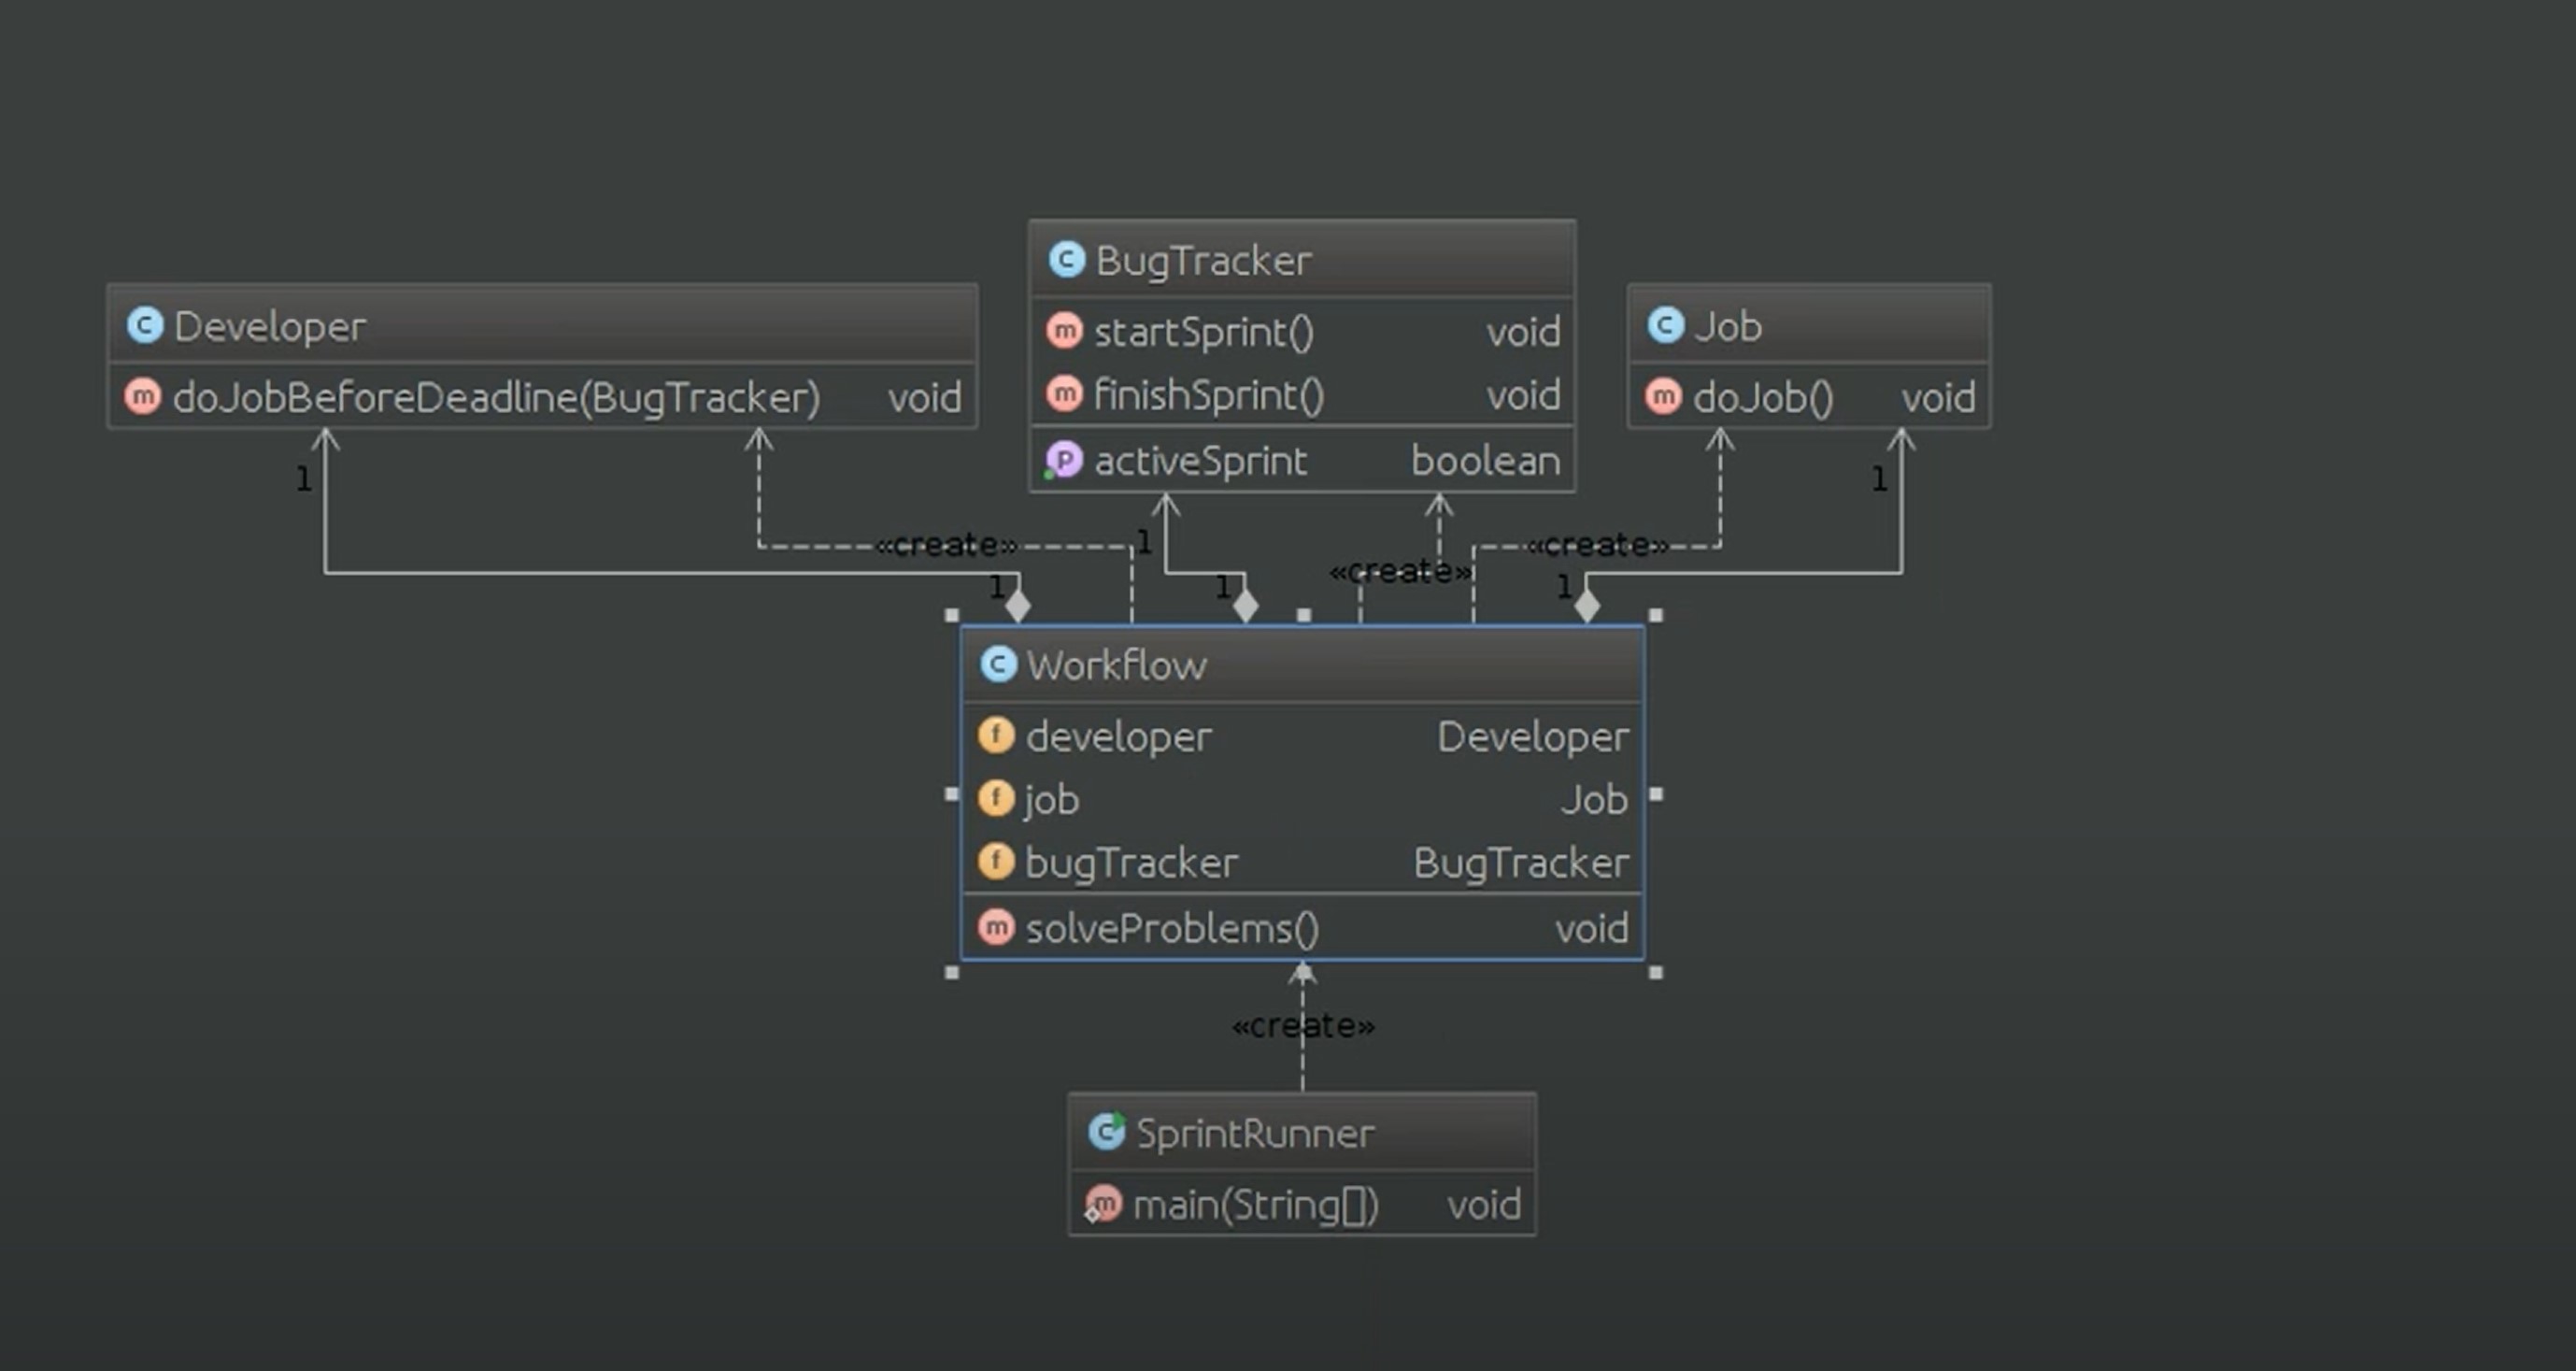 BugTracker
startSprint() void
finishSprint() void
activeSprint boolean
Developer
doJobBeforeDeadline(BugTracker) void
Job
doJob() void
1
1
«create»
1
«create»
«create»
1
1
1
Workflow
developer Developer
job Job
bugTracker BugTracker
solveProblems() void
«create»
SprintRunner
main(String[]) void